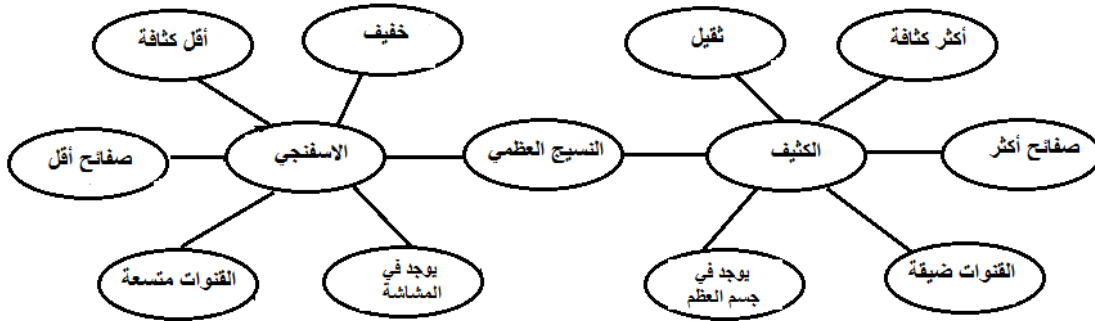 أكثر كثافة
ثقيل
خفيف
أقل كثافة
صفائح أكثر
الكثيف
النسيج العظمي
الاسفنجي
صفائح أقل
القنوات ضيقة
يوجد في
جسم العظم
يوجد في
المشاشة
القنوات متسعة